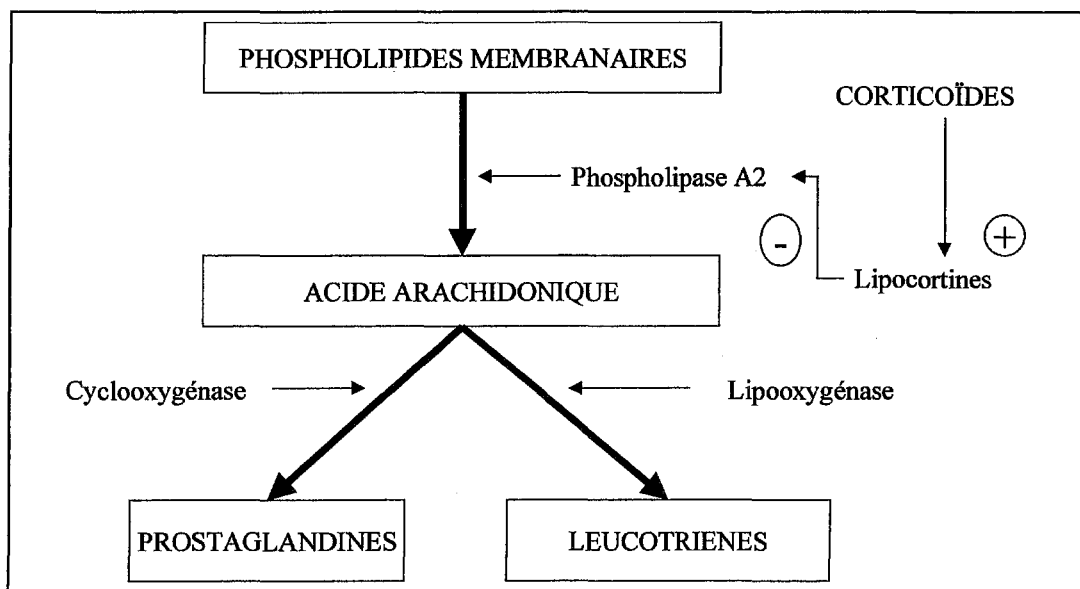 PHOSPHOLIPIDES MEMBRANAIRES
CORTICOÏDES
Phospholipase A2
-
+
Lipocortines
ACIDE ARACHIDONIQUE
Cyclooxygénase
Lipooxygénase
PROSTAGLANDINES
LEUCOTRIENES